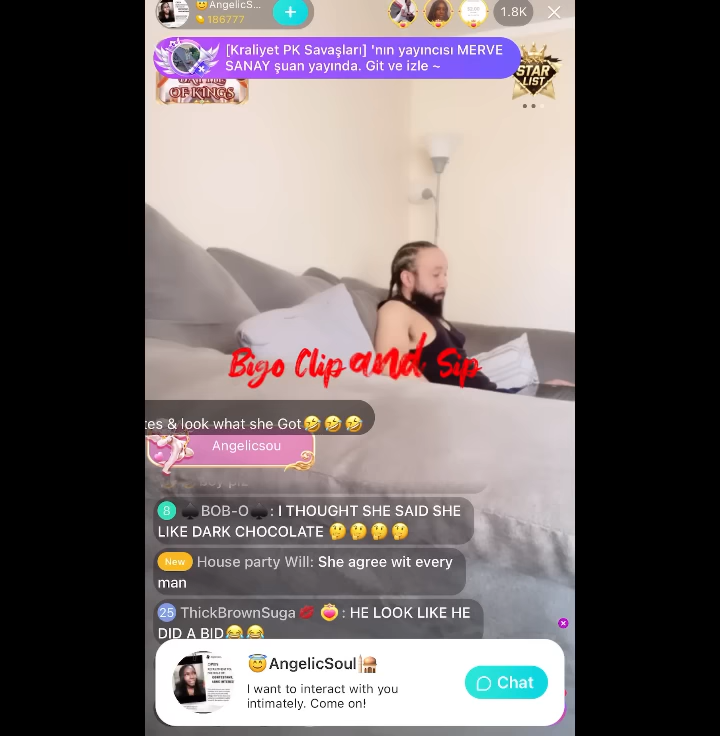 😇AngelicS...
186777
1.8K
[Kraliyet PK Savaşları] 'nın yayıncısı MERVE
SANAY şuan yayında. Git ve izle ~
BATTLE
OF KINGS
STAR
LIST
Bigo Clip and Sip
tes & look what she Got🤣🤣🤣
Angelicsou
8 ♠️BOB-O♠️: I THOUGHT SHE SAID SHE
LIKE DARK CHOCOLATE 🤔🤔🤔🤔
New House party Will: She agree wit every
man
25 ThickBrownSuga 💋 😍: HE LOOK LIKE HE
DID A BID😂😂
😇AngelicSoul🕌
I want to interact with you
intimately. Come on!
Chat